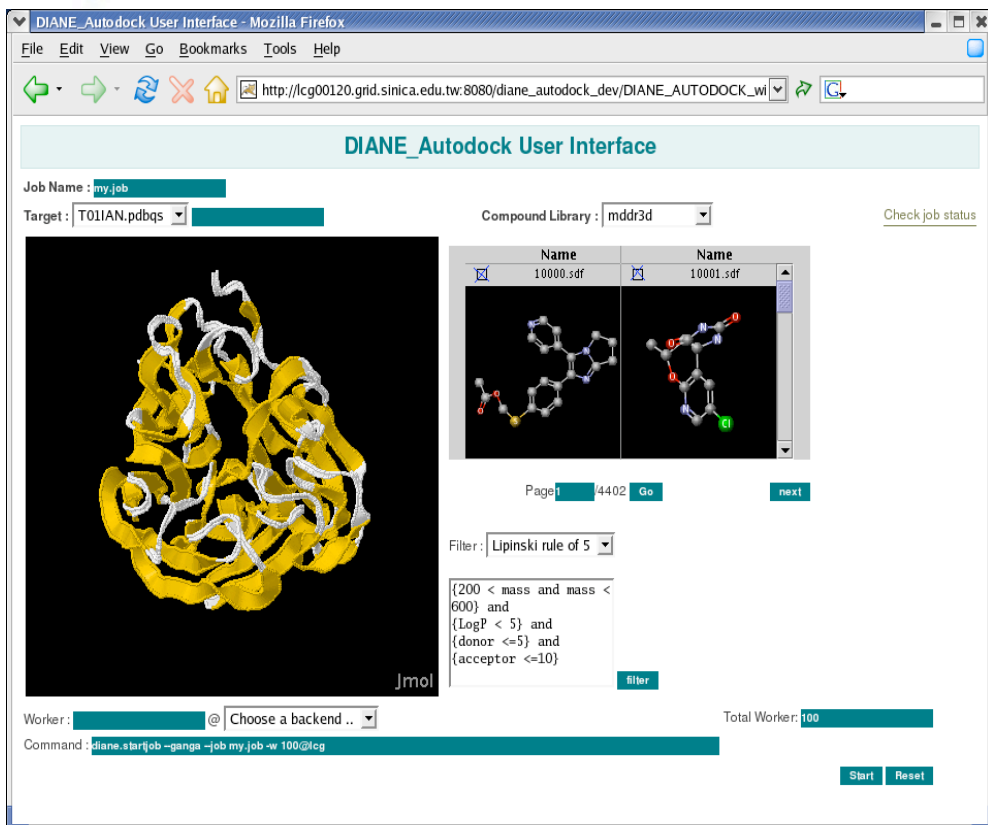 DIANE_Autodock User Interface - Mozilla Firefox
File Edit View Go Bookmarks Tools Help
http://lcg00120.grid.sinica.edu.tw:8080/diane_autodock_dev/DIANE_AUTODOCK_wi
G
DIANE_Autodock User Interface
Job Name : my.job
Target : T01IAN.pdbqs
Compound Library : mddr3d
Check job status
Name Name
10000.sdf 10001.sdf
N
N
N
O
O
S
N
N
O
O
O
N
Cl
Jmol
Page 1 /4402 Go next
Filter : Lipinski rule of 5
{200 < mass and mass <
600} and
{LogP < 5} and
{donor <=5} and
{acceptor <=10}
filter
Worker : @ Choose a backend .. Total Worker: 100
Command : diane.startjob --ganga --job my.job -w 100@lcg
Start Reset